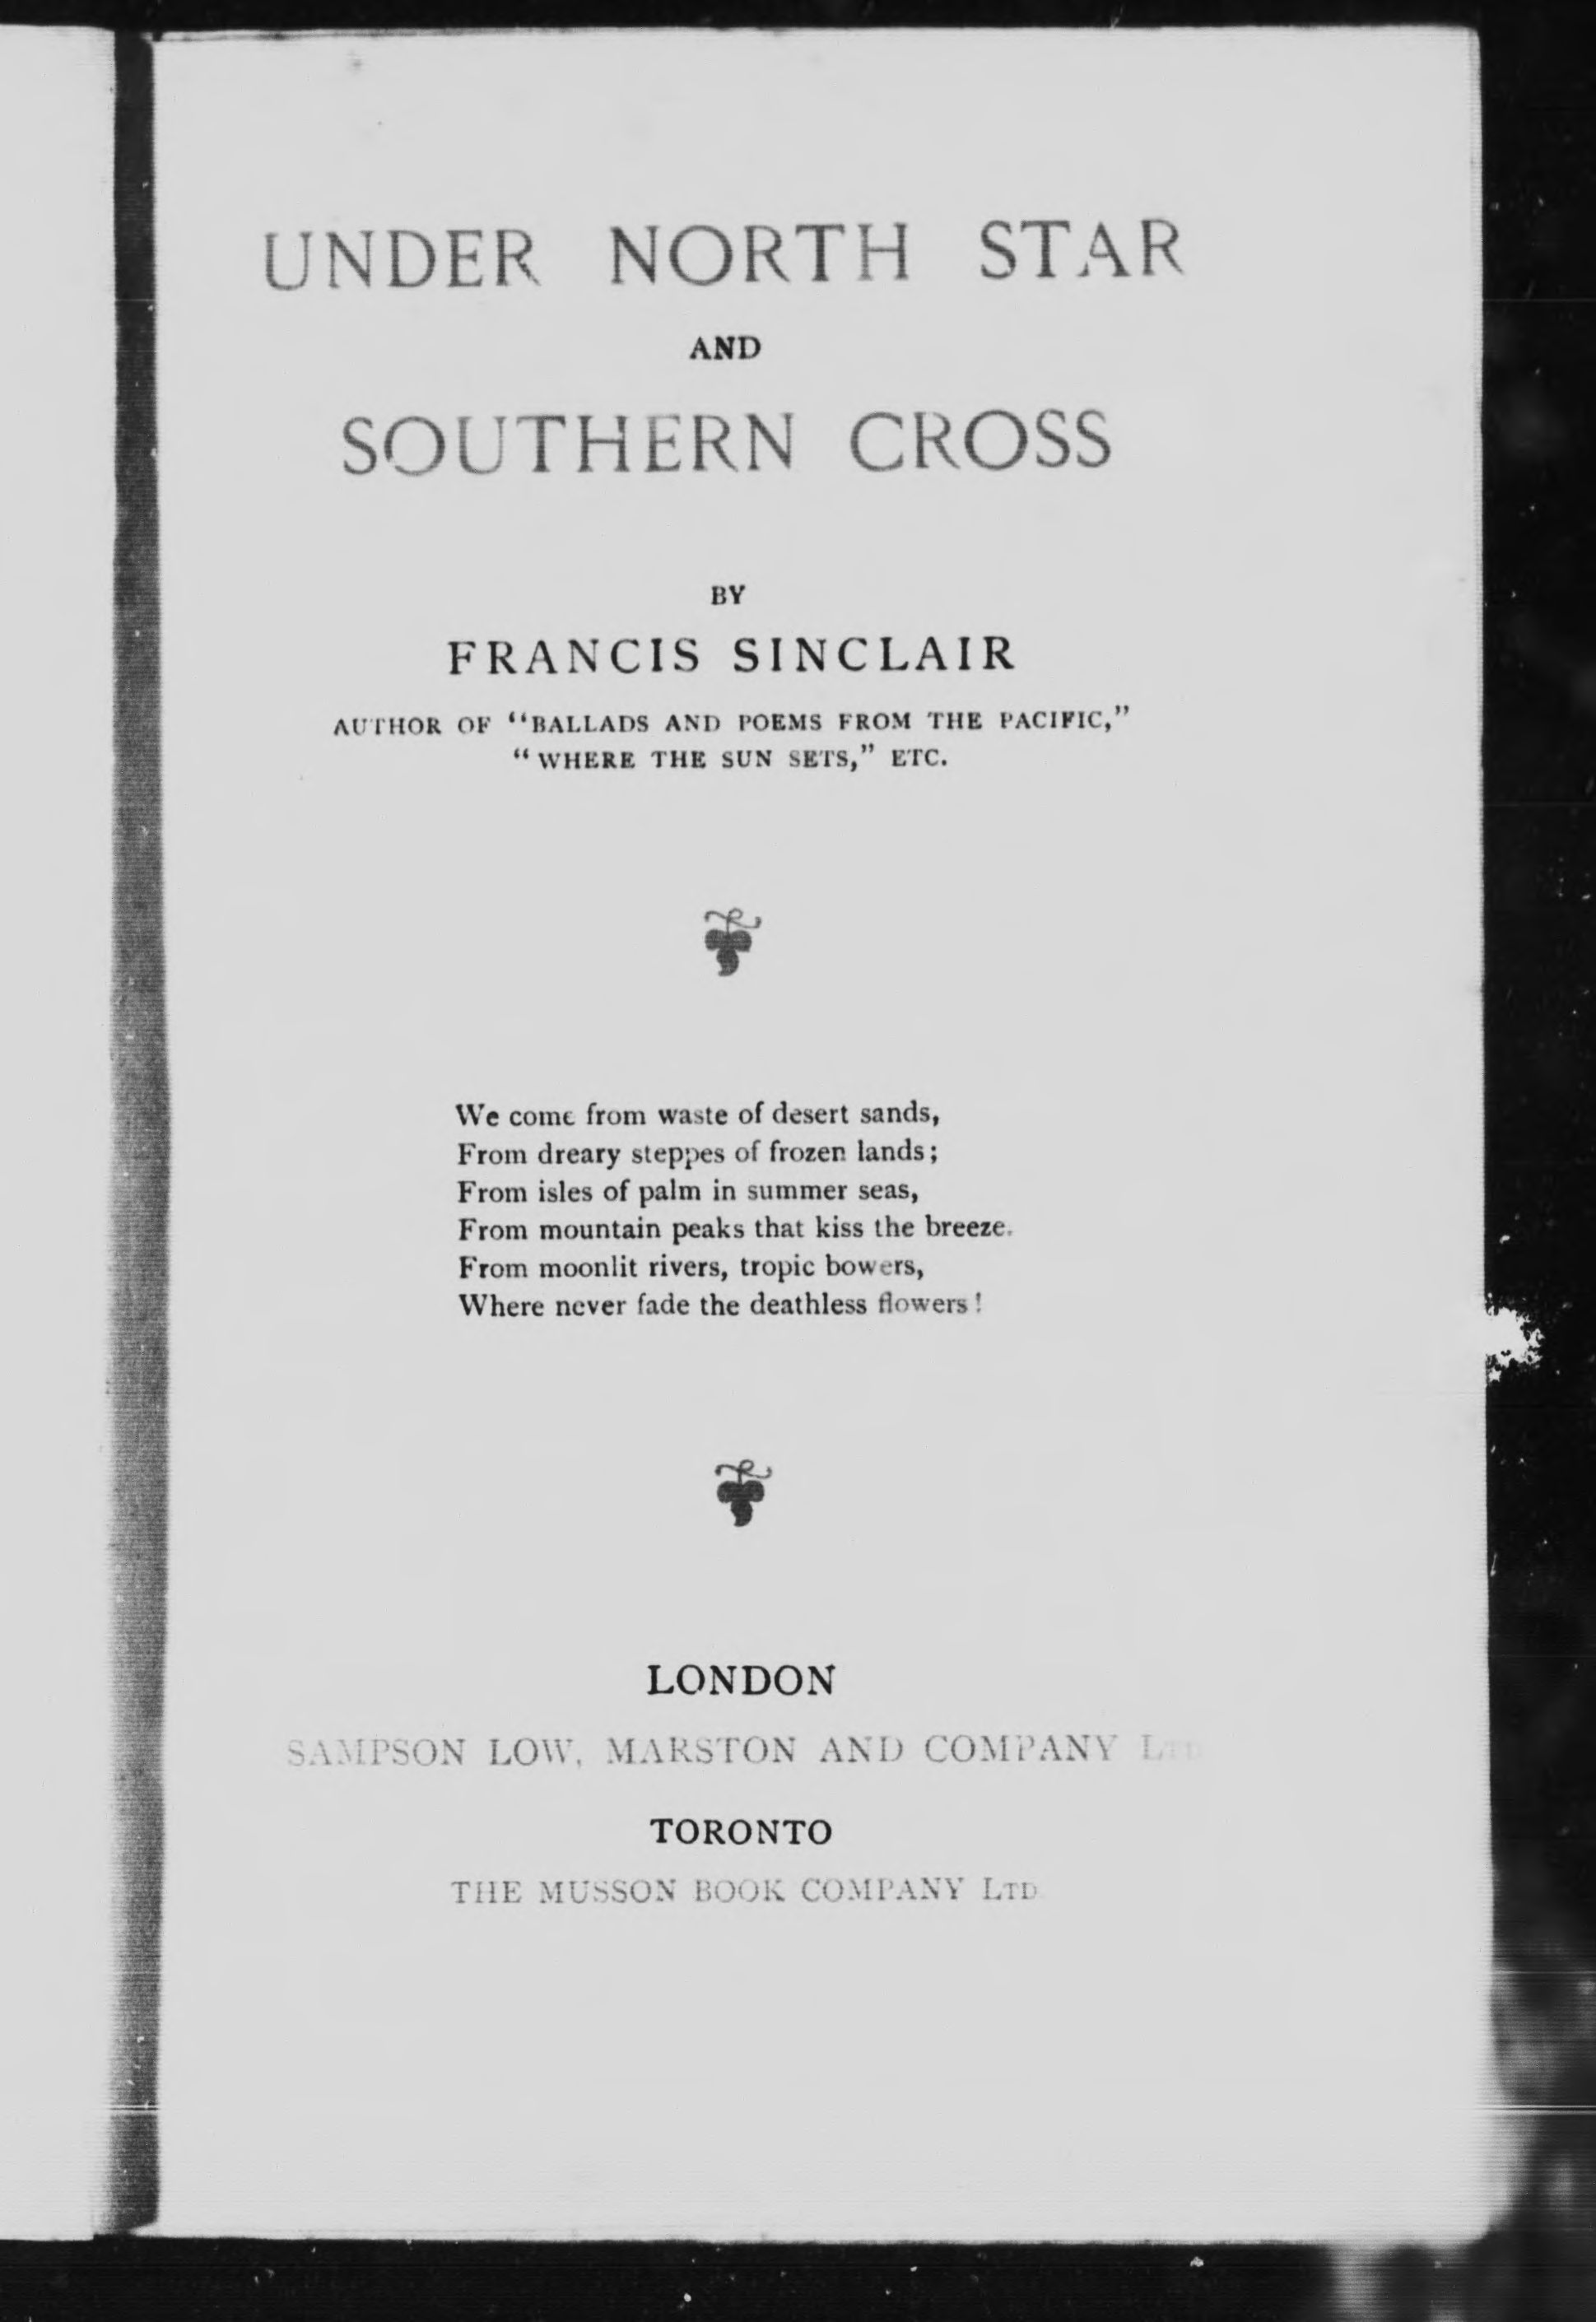 UNDER NORTH STAR
AND
SOUTHERN CROSS
BY
FRANCIS SINCLAIR
AUTHOR OF “BALLADS AND POEMS FROM THE PACIFIC,”
“WHERE THE SUN SETS,” ETC.
We come from waste of desert sands,
From dreary steppes of frozen lands;
From isles of palm in summer seas,
From mountain peaks that kiss the breeze.
From moonlit rivers, tropic bowers,
Where never fade the deathless flowers!
LONDON
SAMPSON LOW, MARSTON AND COMPANY LTD
TORONTO
THE MUSSON BOOK COMPANY LTD